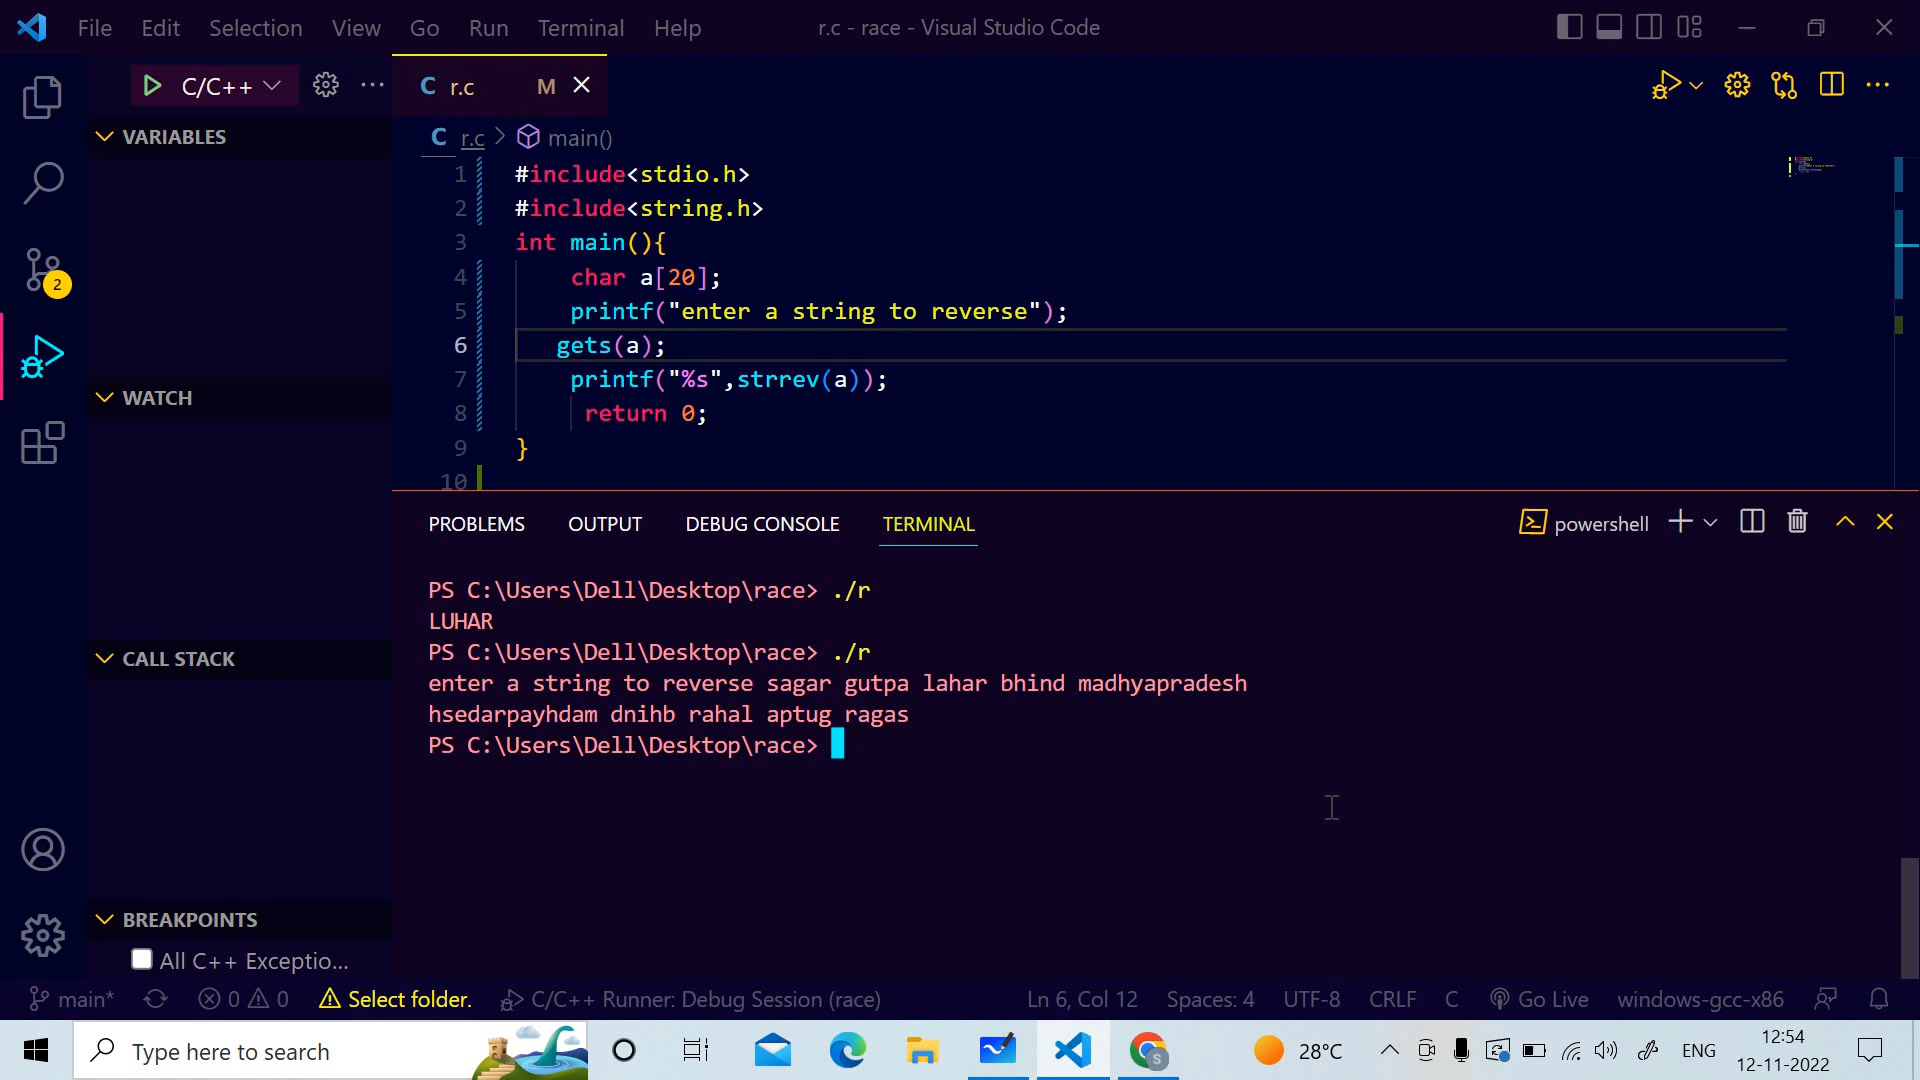 File Edit Selection View Go Run Terminal Help r.c - race - Visual Studio Code
C/C++ C r.c M
VARIABLES
C r.c > main()
1 #include<stdio.h>
2 #include<string.h>
3 int main(){
4 char a[20];
5 printf("enter a string to reverse");
6 gets(a);
7 printf("%s",strrev(a));
8 return 0;
9 }
10
2
WATCH
CALL STACK
BREAKPOINTS
All C++ Exceptio...
PROBLEMS OUTPUT DEBUG CONSOLE TERMINAL powershell
PS C:\Users\Dell\Desktop\race> ./r
LUHAR
PS C:\Users\Dell\Desktop\race> ./r
enter a string to reverse sagar gutpa lahar bhind madhyapradesh
hsedarpayhdam dnihb rahal aptug ragas
PS C:\Users\Dell\Desktop\race>
main* 0 0 Select folder. C/C++ Runner: Debug Session (race) Ln 6, Col 12 Spaces: 4 UTF-8 CRLF C Go Live windows-gcc-x86
Type here to search S 28°C ENG 12:54
12-11-2022